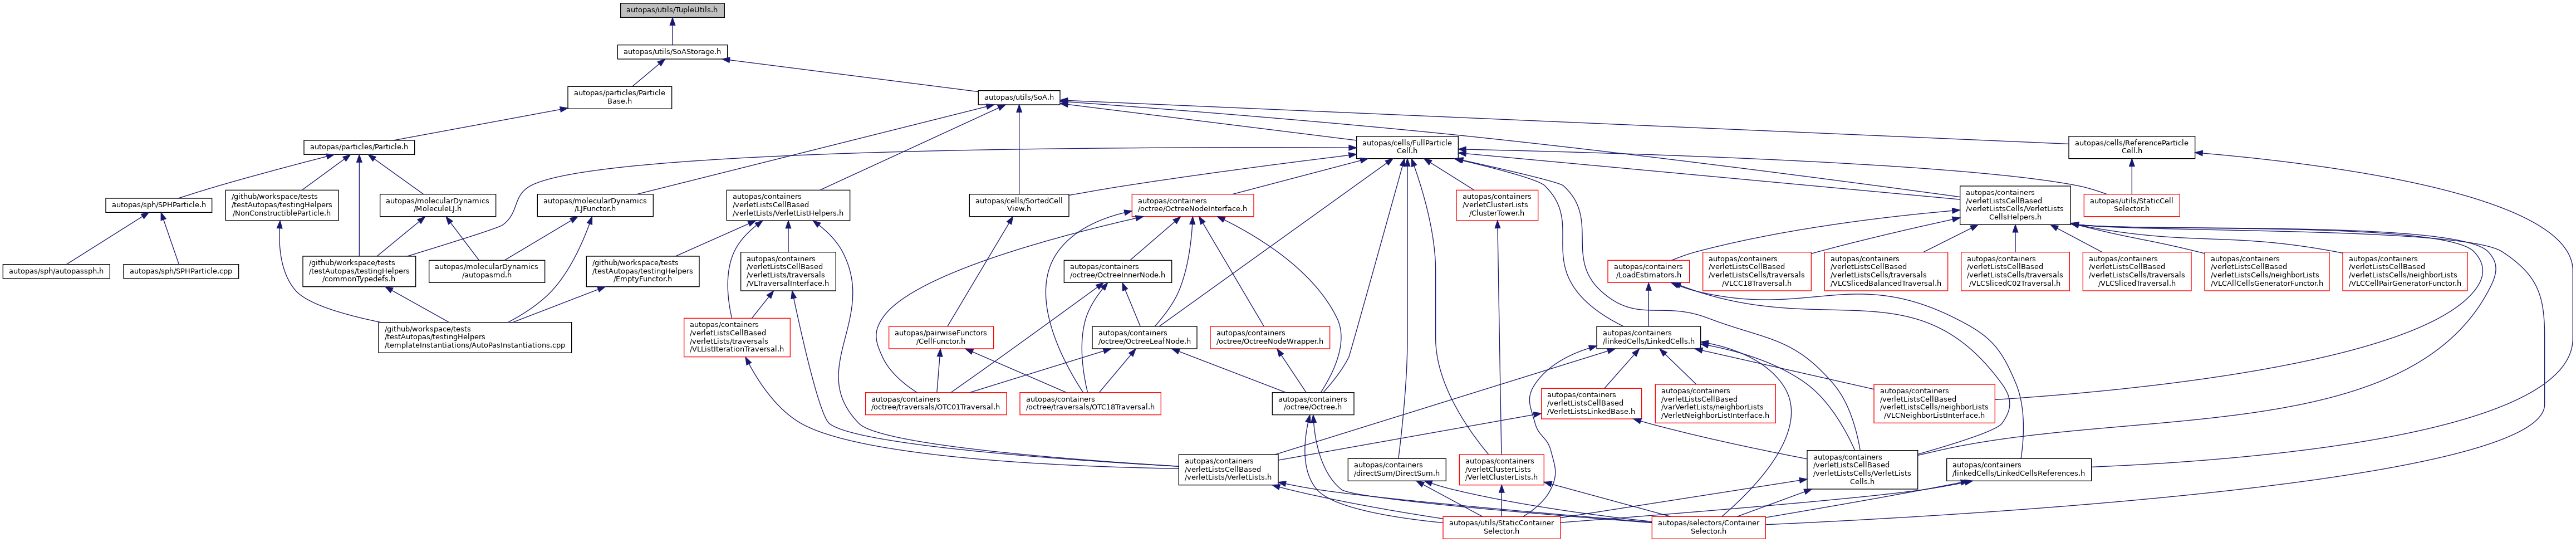 autopas/utils/TupleUtils.h
autopas/utils/SoAStorage.h
autopas/particles/Particle
Base.h
autopas/utils/SoA.h
autopas/particles/Particle.h
autopas/cells/FullParticle
Cell.h
autopas/cells/ReferenceParticle
Cell.h
autopas/sph/SPHParticle.h
/github/workspace/tests
/testAutopas/testingHelpers
/NonConstructibleParticle.h
autopas/molecularDynamics
/MoleculeLJ.h
autopas/molecularDynamics
/LJFunctor.h
autopas/containers
/verletListsCellBased
/verletLists/VerletListHelpers.h
autopas/cells/SortedCell
View.h
autopas/containers
/octree/OctreeNodeInterface.h
autopas/containers
/verletClusterLists
/ClusterTower.h
autopas/containers
/verletListsCellBased
/verletListsCells/VerletLists
CellsHelpers.h
autopas/utils/StaticCell
Selector.h
autopas/sph/autopassph.h
autopas/sph/SPHParticle.cpp
/github/workspace/tests
/testAutopas/testingHelpers
/commonTypedefs.h
autopas/molecularDynamics
/autopasmd.h
/github/workspace/tests
/testAutopas/testingHelpers
/EmptyFunctor.h
autopas/containers
/verletListsCellBased
/verletLists/traversals
/VLTraversalInterface.h
autopas/containers
/octree/OctreeInnerNode.h
autopas/containers
/LoadEstimators.h
autopas/containers
/verletListsCellBased
/verletListsCells/traversals
/VLCC18Traversal.h
autopas/containers
/verletListsCellBased
/verletListsCells/traversals
/VLCSlicedBalancedTraversal.h
autopas/containers
/verletListsCellBased
/verletListsCells/traversals
/VLCSlicedC02Traversal.h
autopas/containers
/verletListsCellBased
/verletListsCells/traversals
/VLCSlicedTraversal.h
autopas/containers
/verletListsCellBased
/verletListsCells/neighborLists
/VLCAllCellsGeneratorFunctor.h
autopas/containers
/verletListsCellBased
/verletListsCells/neighborLists
/VLCCellPairGeneratorFunctor.h
/github/workspace/tests
/testAutopas/testingHelpers
/templateInstantiations/AutoPasInstantiations.cpp
autopas/containers
/verletListsCellBased
/verletLists/traversals
/VLListIterationTraversal.h
autopas/pairwiseFunctors
/CellFunctor.h
autopas/containers
/octree/OctreeLeafNode.h
autopas/containers
/octree/OctreeNodeWrapper.h
autopas/containers
/linkedCells/LinkedCells.h
autopas/containers
/octree/traversals/OTC01Traversal.h
autopas/containers
/octree/traversals/OTC18Traversal.h
autopas/containers
/octree/Octree.h
autopas/containers
/verletListsCellBased
/VerletListsLinkedBase.h
autopas/containers
/verletListsCellBased
/varVerletLists/neighborLists
/VerletNeighborListInterface.h
autopas/containers
/verletListsCellBased
/verletListsCells/neighborLists
/VLCNeighborListInterface.h
autopas/containers
/verletListsCellBased
/verletLists/VerletLists.h
autopas/containers
/directSum/DirectSum.h
autopas/containers
/verletClusterLists
/VerletClusterLists.h
autopas/containers
/verletListsCellBased
/verletListsCells/VerletLists
Cells.h
autopas/containers
/linkedCells/LinkedCellsReferences.h
autopas/utils/StaticContainer
Selector.h
autopas/selectors/Container
Selector.h